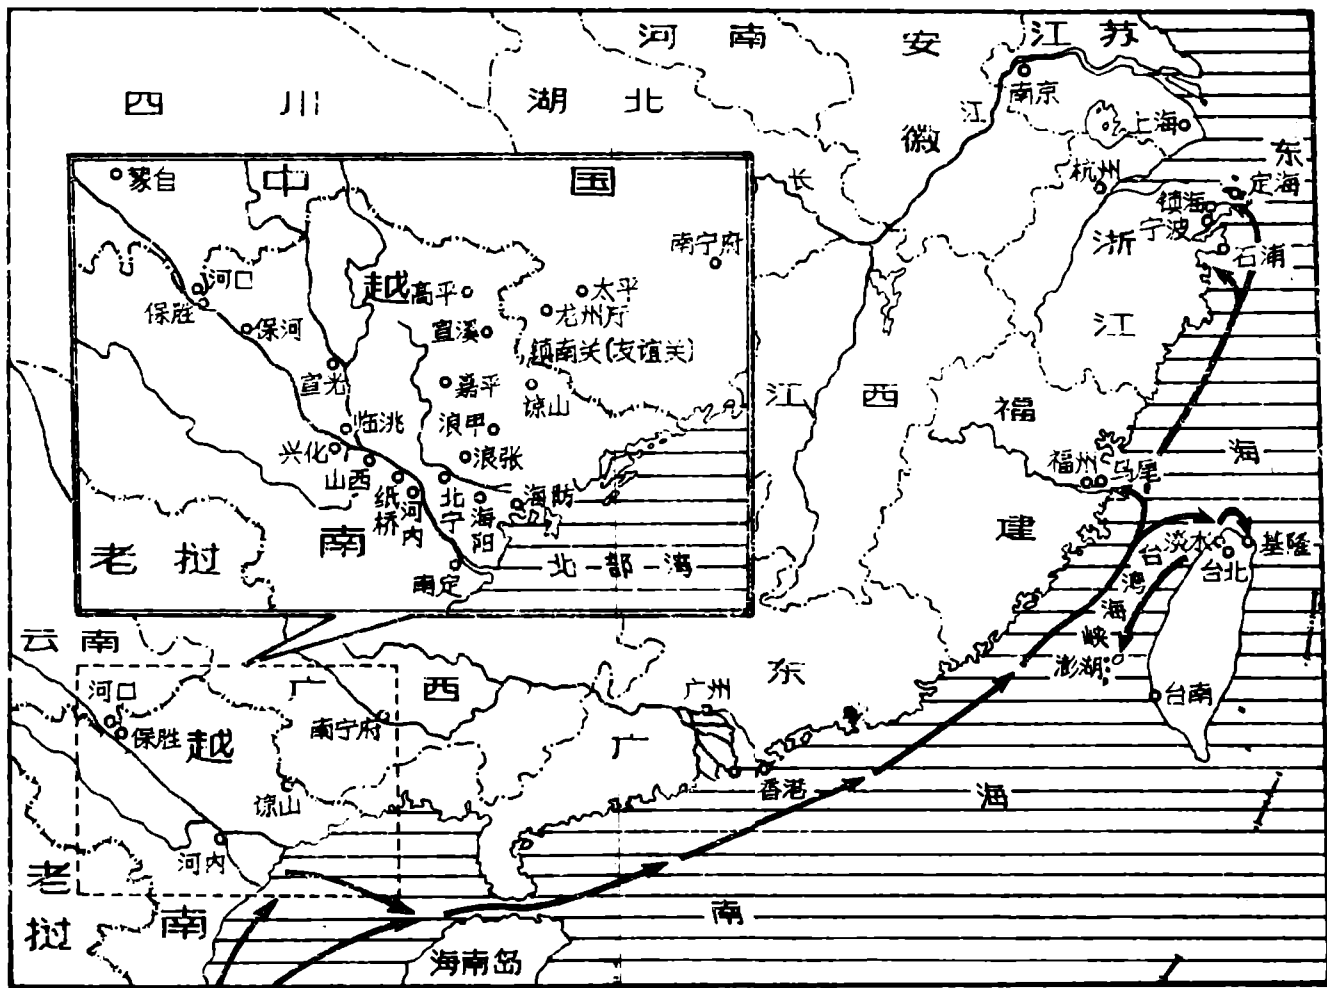 河南
安徽
江苏
四川
湖北
江
南京
上海
长
杭州
东海
定海
镇海
宁波
石浦
浙江
江西
福建
福州
马尾
淡水
基隆
台北
台湾海峡
澎湖
台南
中国
蒙自
南宁府
河口
保胜
越南
高平
太平
龙州厅
保河
宣溪
镇南关(友谊关)
宣光
嘉平
谅山
临洮
浪甲
兴化
山西
浪张
纸桥
河内
北宁
海阳
海防
老挝
北部湾
南定
云南
广西
广东
广州
河口
保胜
越南
南宁府
谅山
香港
南海
河内
老挝
海南岛